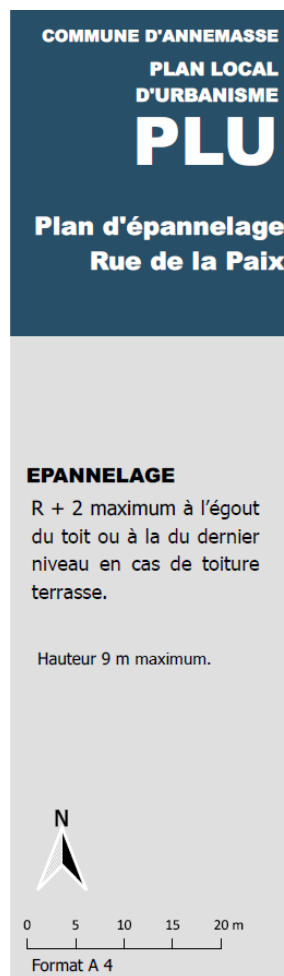 COMMUNE D'ANNEMASSE
PLAN LOCAL
D'URBANISME
PLU
Plan d'épannelage
Rue de la Paix
EPANNELAGE
R + 2 maximum à l'égout
du toit ou à la du dernier
niveau en cas de toiture
terrasse.
Hauteur 9 m maximum.
N
0 5 10 15 20 m
Format A 4